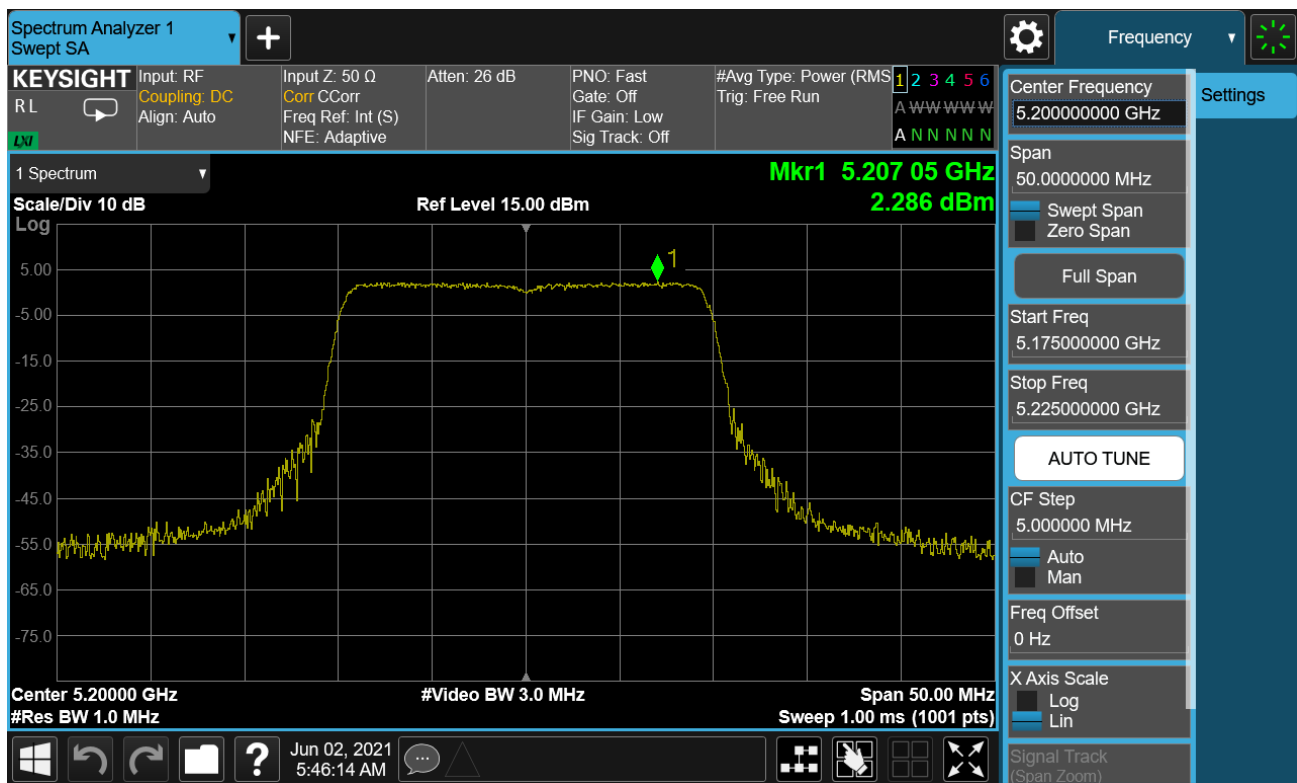 Spectrum Analyzer 1
Swept SA
Frequency
KEYSIGHT
R L
LXI
Input: RF
Coupling: DC
Align: Auto
Input Z: 50 Ω
Corr CCorr
Freq Ref: Int (S)
NFE: Adaptive
Atten: 26 dB
PNO: Fast
Gate: Off
IF Gain: Low
Sig Track: Off
#Avg Type: Power (RMS
Trig: Free Run
1 2 3 4 5 6
A W W W W W
A N N N N N
1 Spectrum
Mkr1 5.207 05 GHz
2.286 dBm
Scale/Div 10 dB
Ref Level 15.00 dBm
Log
1
5.00
-5.00
-15.0
-25.0
-35.0
-45.0
-55.0
-65.0
-75.0
Center 5.20000 GHz
#Video BW 3.0 MHz
Span 50.00 MHz
#Res BW 1.0 MHz
Sweep 1.00 ms (1001 pts)
?
Jun 02, 2021
5:46:14 AM
Center Frequency
5.200000000 GHz
Settings
Span
50.0000000 MHz
Swept Span
Zero Span
Full Span
Start Freq
5.175000000 GHz
Stop Freq
5.225000000 GHz
AUTO TUNE
CF Step
5.000000 MHz
Auto
Man
Freq Offset
0 Hz
X Axis Scale
Log
Lin
Signal Track
(Span Zoom)